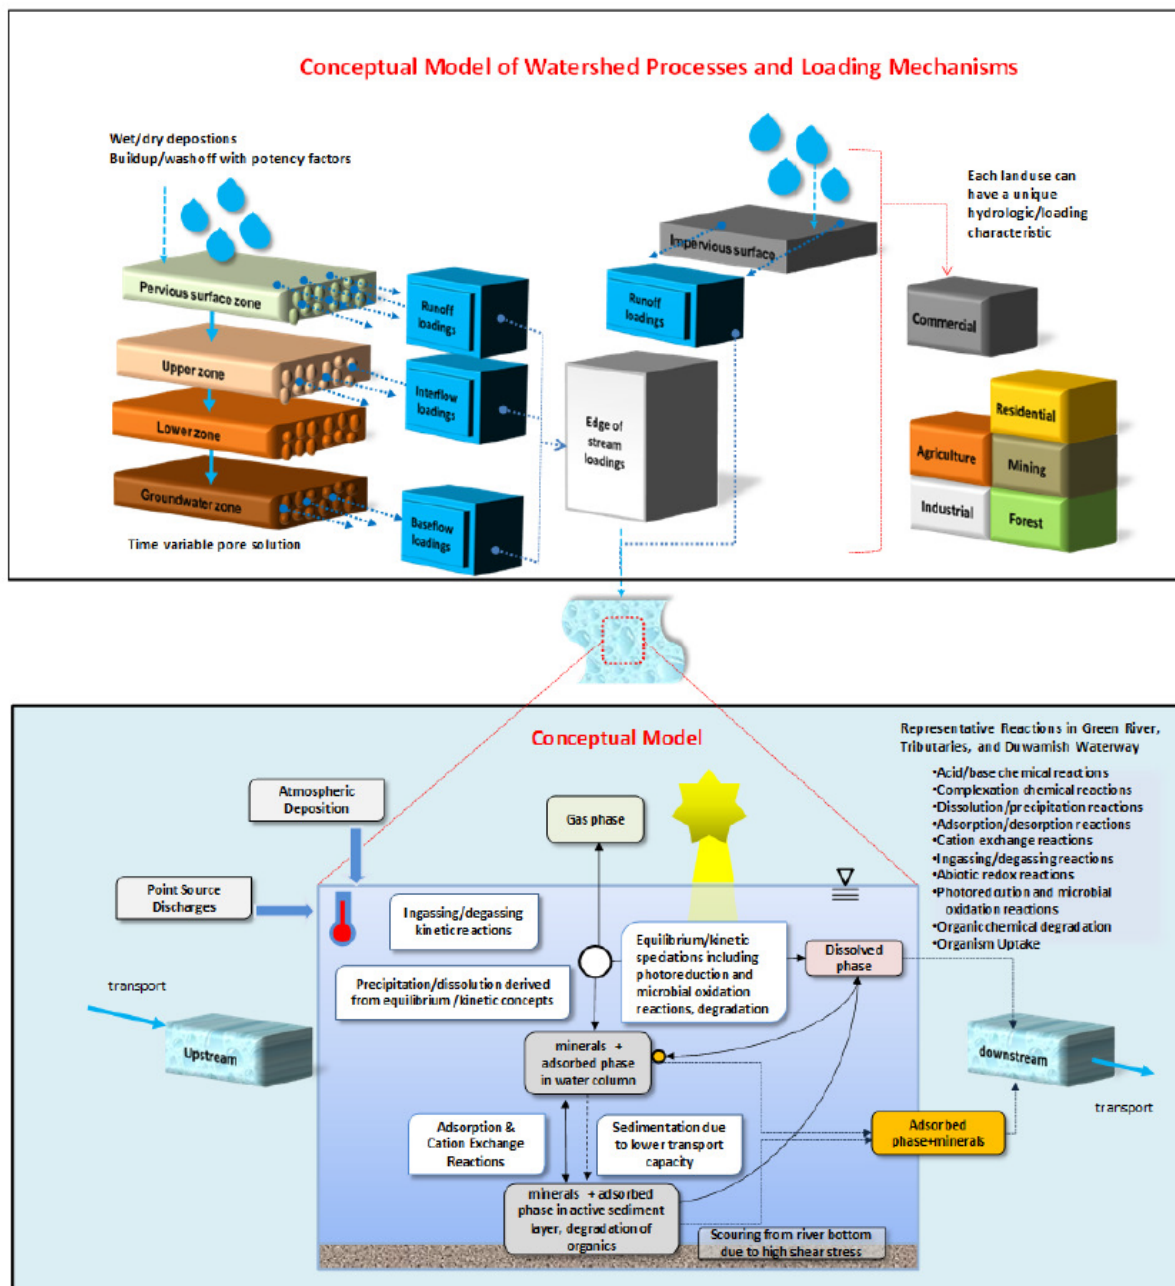 Conceptual Model of Watershed Processes and Loading Mechanisms
Wet/dry depostions
Buildup/washoff with potency factors
Each landuse can
have a unique
hydrologic/loading
characteristic
Pervious surface zone
Upper zone
Lower zone
Groundwater zone
Time variable pore solution
Runoff
loadings
Interflow
loadings
Baseflow
loadings
Impervious surface
Runoff
loadings
Edge of
stream
loadings
Commercial
Residential
Agriculture
Mining
Industrial
Forest
Conceptual Model
Representative Reactions in Green River,
Tributaries, and Duwamish Waterway
•Acid/base chemical reactions
•Complexation chemical reactions
•Dissolution/precipitation reactions
•Adsorption/desorption reactions
•Cation exchange reactions
•Ingassing/degassing reactions
•Abiotic redox reactions
•Photoredcution and microbial
oxidation reactions
•Organic chemical degradation
•Organism Uptake
Atmospheric
Deposition
Point Source
Discharges
Gas phase
Ingassing/degassing
kinetic reactions
Precipitation/dissolution derived
from equilibrium /kinetic concepts
Equilibrium/kinetic
speciations including
photoreduction and
microbial oxidation
reactions, degradation
Dissolved
phase
transport
Upstream
minerals + 
adsorbed phase
in water column
downstream
transport
Adsorption &
Cation Exchange
Reactions
Sedimentation due
to lower transport
capacity
Adsorbed
phase+minerals
minerals + adsorbed
phase in active sediment
layer, degradation of
organics
Scouring from river bottom
due to high shear stress